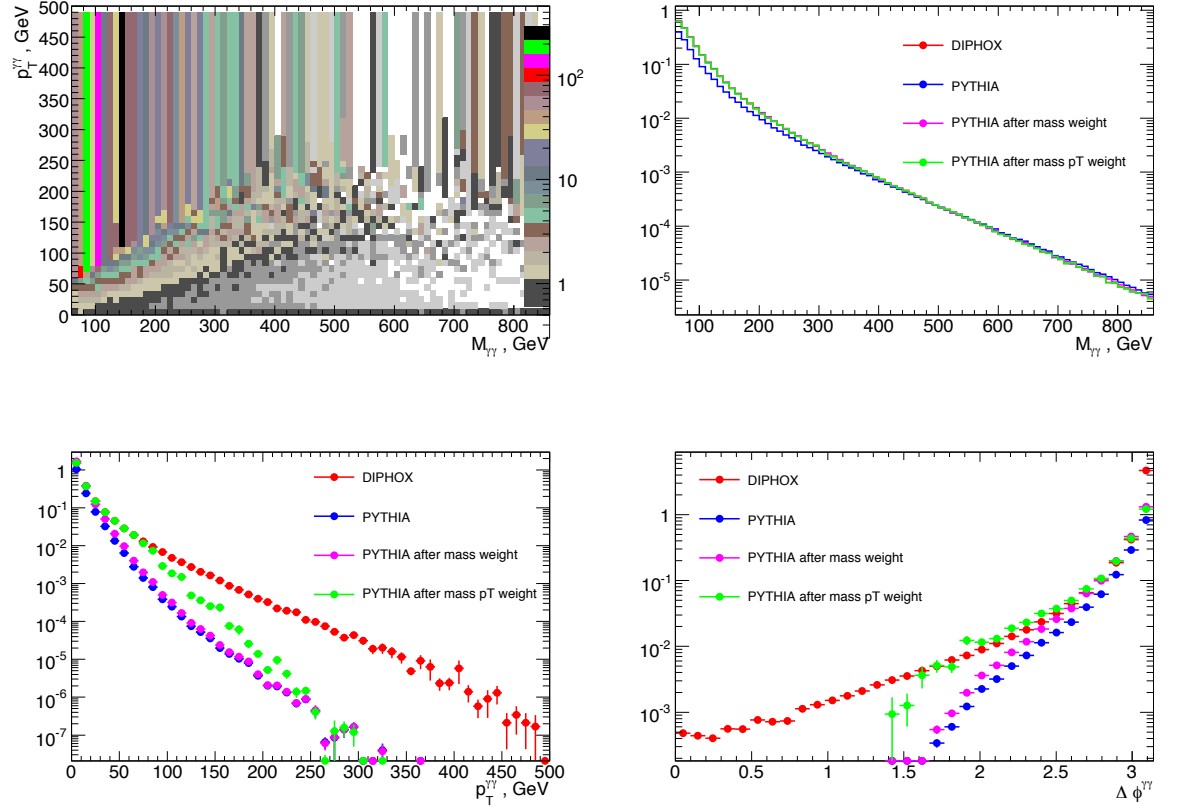 p_T^γγ , GeV
500
450
400
350
300
250
200
150
100
50
0
10²
10
1
100 200 300 400 500 600 700 800
M_γγ , GeV
1
10⁻¹
10⁻²
10⁻³
10⁻⁴
10⁻⁵
DIPHOX
PYTHIA
PYTHIA after mass weight
PYTHIA after mass pT weight
100 200 300 400 500 600 700 800
M_γγ , GeV
1
10⁻¹
10⁻²
10⁻³
10⁻⁴
10⁻⁵
10⁻⁶
10⁻⁷
DIPHOX
PYTHIA
PYTHIA after mass weight
PYTHIA after mass pT weight
0 50 100 150 200 250 300 350 400 450 500
p_T^γγ , GeV
1
10⁻¹
10⁻²
10⁻³
DIPHOX
PYTHIA
PYTHIA after mass weight
PYTHIA after mass pT weight
0 0.5 1 1.5 2 2.5 3
Δ ϕ^γγ